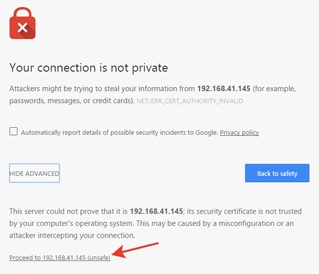 Your connection is not private
Attackers might be trying to steal your information from 192.168.41.145 (for example,
passwords, messages, or credit cards). NET::ERR_CERT_AUTHORITY_INVALID
Automatically report details of possible security incidents to Google. Privacy policy
HIDE ADVANCED
Back to safety
This server could not prove that it is 192.168.41.145; its security certificate is not trusted
by your computer's operating system. This may be caused by a misconfiguration or an
attacker intercepting your connection.
Proceed to 192.168.41.145 (unsafe)